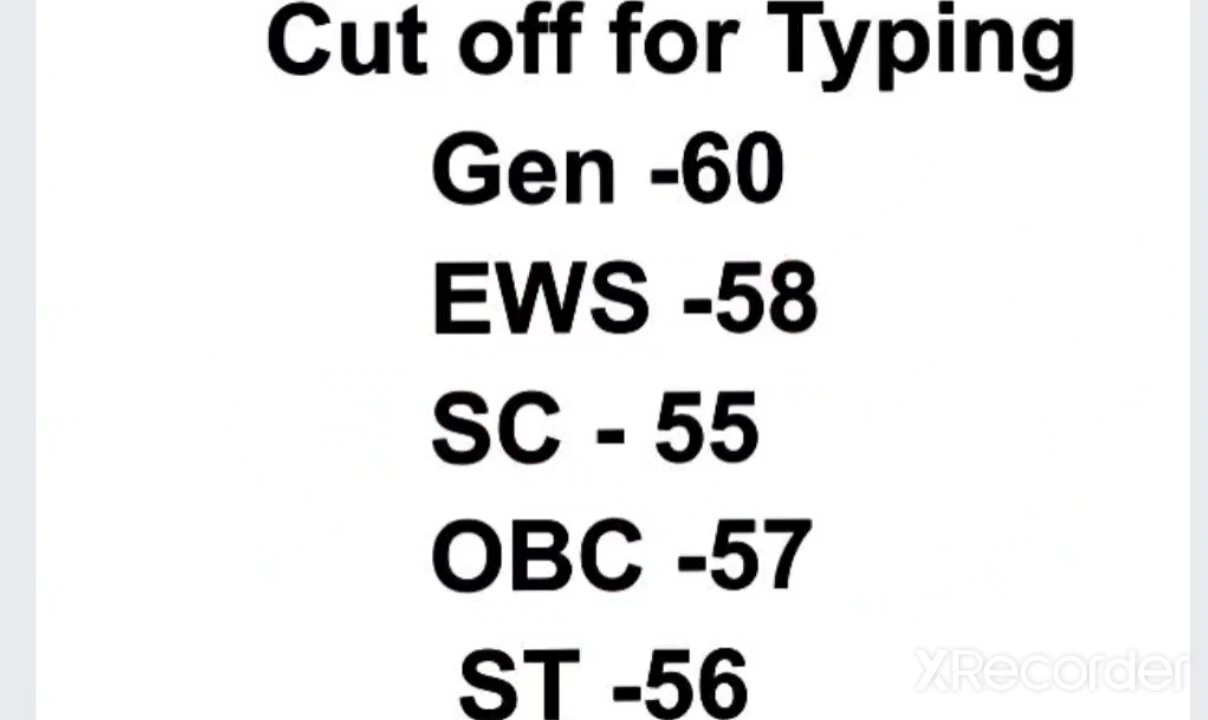 Cut off for Typing
Gen -60
EWS -58
SC - 55
OBC -57
ST -56
XRecorder